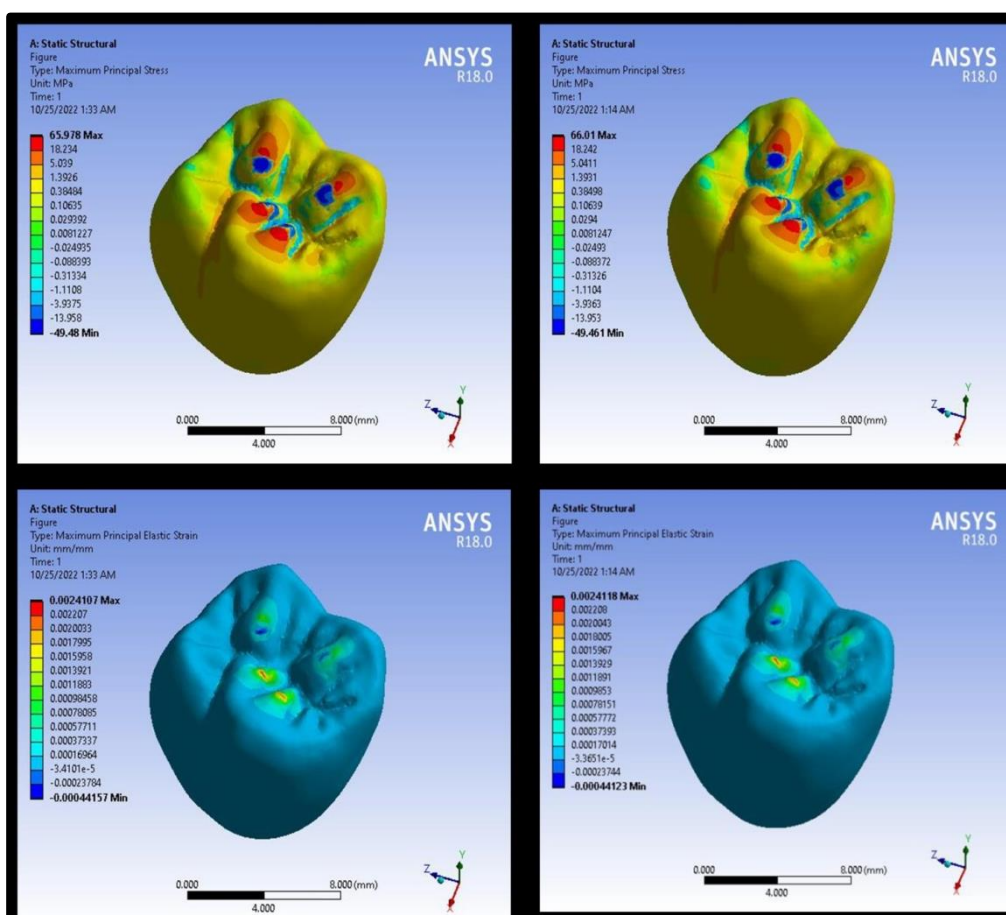 A: Static Structural
Figure
Type: Maximum Principal Stress
Unit: MPa
Time: 1
10/25/2022 1:33 AM
ANSYS
R18.0
65.978 Max
18.234
5.039
1.3926
0.38484
0.10635
0.029392
0.0081227
-0.024935
-0.088393
-0.31334
-1.1108
-3.9375
-13.958
-49.48 Min
0.000
8.000 (mm)
4.000
Z
Y
X
A: Static Structural
Figure
Type: Maximum Principal Stress
Unit: MPa
Time: 1
10/25/2022 1:14 AM
ANSYS
R18.0
66.01 Max
18.242
5.0411
1.3931
0.38498
0.10639
0.0294
0.0081247
-0.02493
-0.088372
-0.31326
-1.1104
-3.9363
-13.953
-49.461 Min
0.000
8.000 (mm)
4.000
Z
Y
X
A: Static Structural
Figure
Type: Maximum Principal Elastic Strain
Unit: mm/mm
Time: 1
10/25/2022 1:33 AM
ANSYS
R18.0
0.0024107 Max
0.002207
0.0020033
0.0017995
0.0015958
0.0013921
0.0011883
0.00098458
0.00078085
0.00057711
0.00037337
0.00016964
-3.4101e-5
-0.00023784
-0.00044157 Min
0.000
8.000 (mm)
4.000
Z
Y
X
A: Static Structural
Figure
Type: Maximum Principal Elastic Strain
Unit: mm/mm
Time: 1
10/25/2022 1:14 AM
ANSYS
R18.0
0.0024118 Max
0.002208
0.0020043
0.0018005
0.0015967
0.0013929
0.0011891
0.0009853
0.00078151
0.00057772
0.00037393
0.00017014
-3.3651e-5
-0.00023744
-0.00044123 Min
0.000
8.000 (mm)
4.000
Z
Y
X